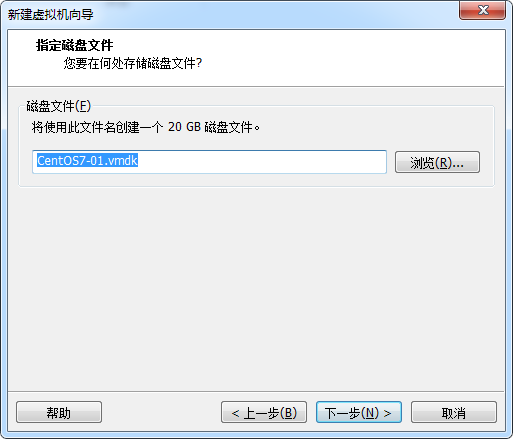 新建虚拟机向导
指定磁盘文件
您要在何处存储磁盘文件?
磁盘文件(F)
将使用此文件名创建一个 20 GB 磁盘文件。
CentOS7-01.vmdk
浏览(R)...
帮助
< 上一步(B)
下一步(N) >
取消